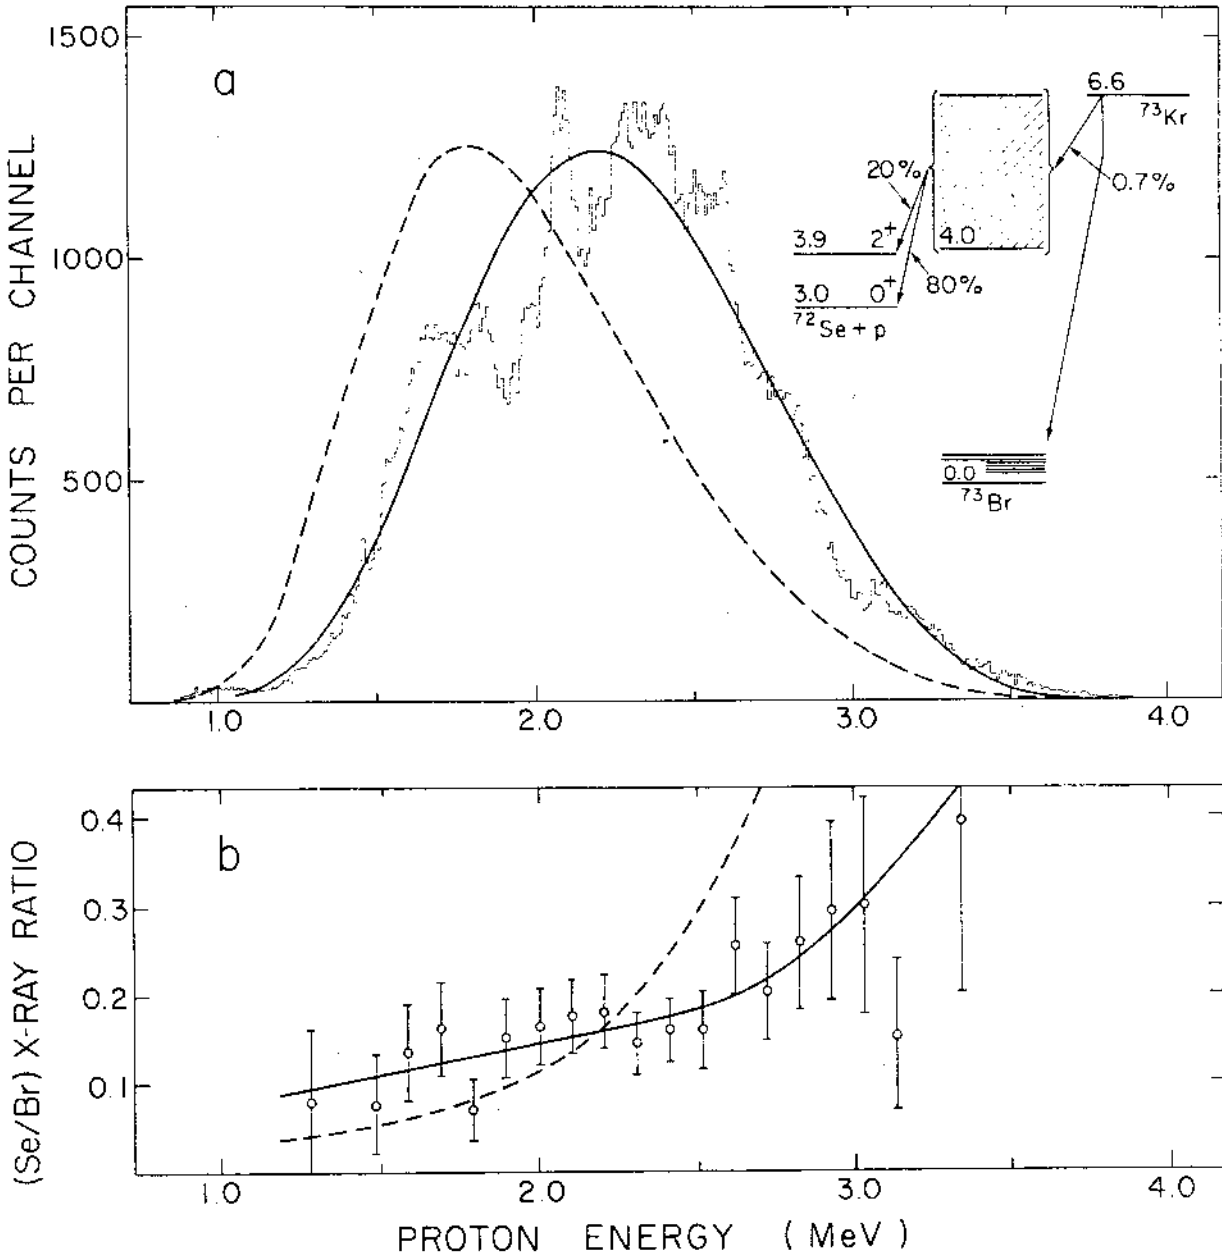 1500
1000
500
COUNTS PER CHANNEL
a
6.6
⁷³Kr
20%
0.7%
3.9 2⁺
4.0
3.0 0⁺
80%
⁷²Se + p
0.0
⁷³Br
1.0 2.0 3.0 4.0
b
0.4
0.3
0.2
0.1
(Se/Br) X-RAY RATIO
1.0 2.0 3.0 4.0
PROTON ENERGY (MeV)